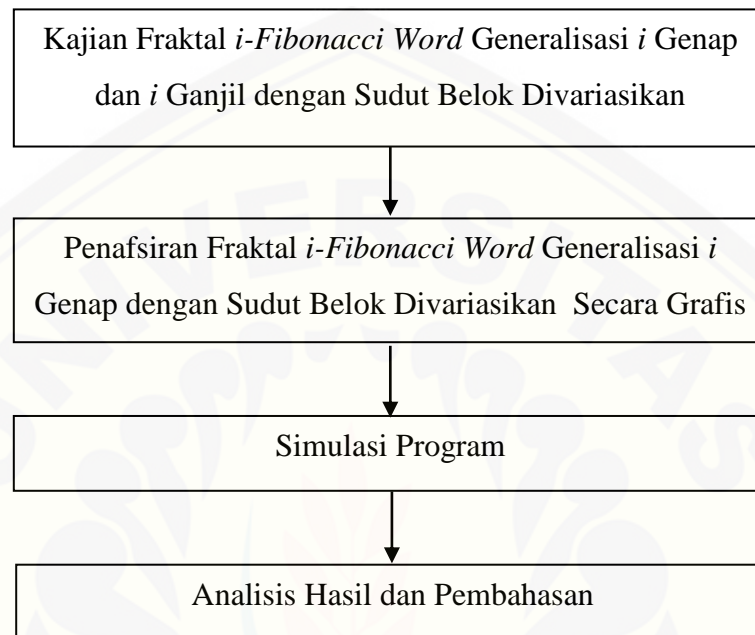 Kajian Fraktal i-Fibonacci Word Generalisasi i Genap
dan i Ganjil dengan Sudut Belok Divariasikan
Penafsiran Fraktal i-Fibonacci Word Generalisasi i
Genap dengan Sudut Belok Divariasikan Secara Grafis
Simulasi Program
Analisis Hasil dan Pembahasan
UNIVERSITAS